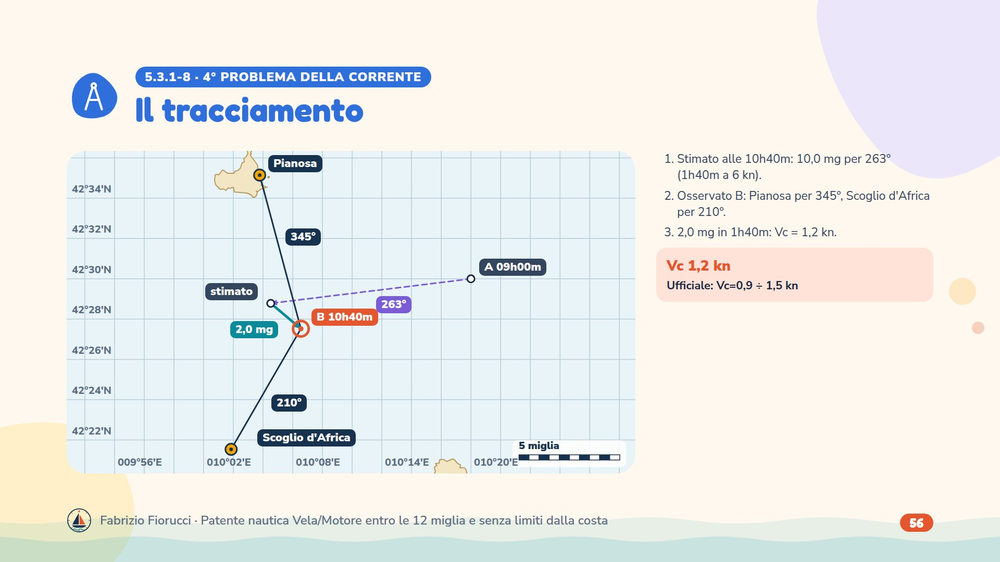 5.3.1-8 · 4° PROBLEMA DELLA CORRENTE
Il tracciamento
Pianosa
42°34'N
345°
42°32'N
A 09h00m
42°30'N
stimato
263°
42°28'N
B 10h40m
2,0 mg
42°26'N
42°24'N
210°
42°22'N
Scoglio d'Africa
5 miglia
009°56'E
010°02'E
010°08'E
010°14'E
010°20'E
1. Stimato alle 10h40m: 10,0 mg per 263°
(1h40m a 6 kn).
2. Osservato B: Pianosa per 345°, Scoglio d'Africa
per 210°.
3. 2,0 mg in 1h40m: Vc = 1,2 kn.
Vc 1,2 kn
Ufficiale: Vc=0,9 ÷ 1,5 kn
Fabrizio Fiorucci · Patente nautica Vela/Motore entro le 12 miglia e senza limiti dalla costa
56